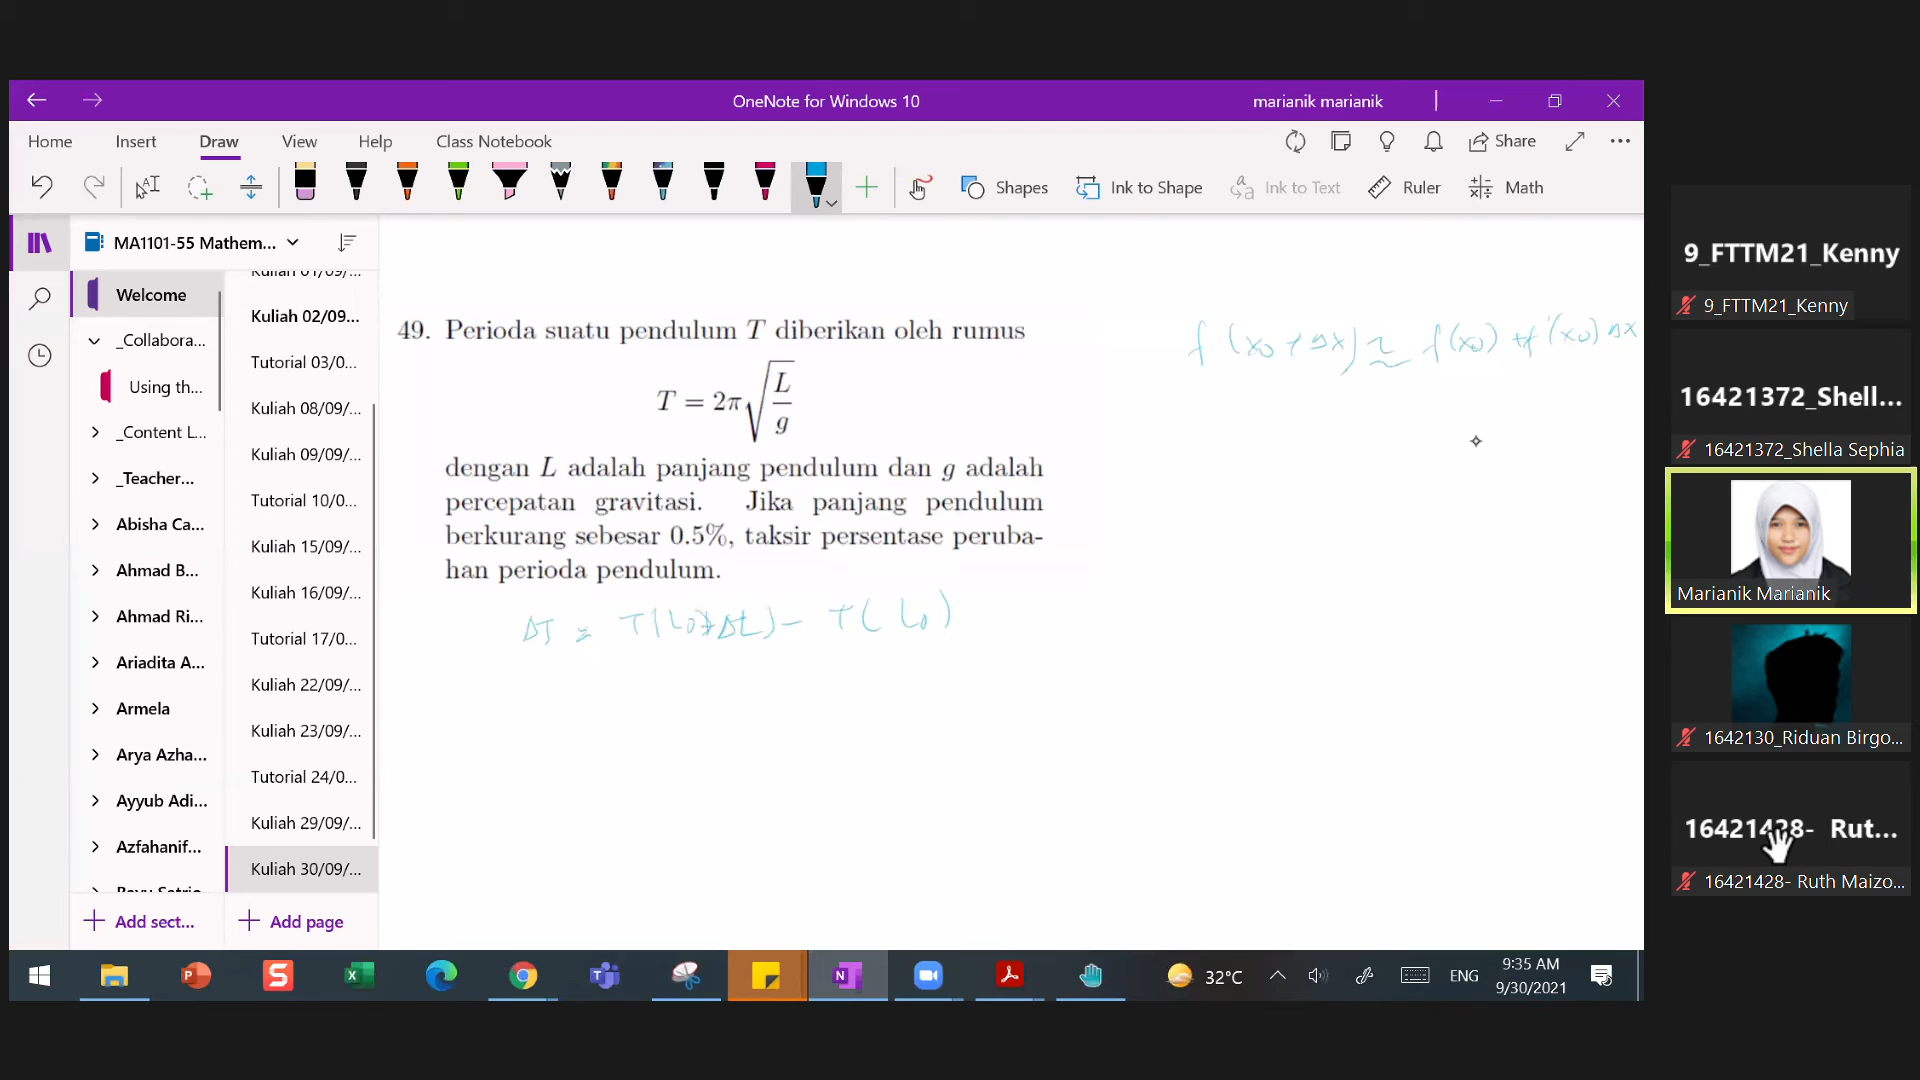 OneNote for Windows 10
marianik marianik
Home Insert Draw View Help Class Notebook
Share
Shapes
Ink to Shape
Ink to Text
Ruler
Math
MA1101-55 Mathem...
Welcome
_Collabora...
Using th...
_Content L...
_Teacher...
Abisha Ca...
Ahmad B...
Ahmad Ri...
Ariadita A...
Armela
Arya Azha...
Ayyub Adi...
Azfahanif...
Add sect...
Kuliah 01/09/...
Kuliah 02/09...
Tutorial 03/0...
Kuliah 08/09/...
Kuliah 09/09/...
Tutorial 10/0...
Kuliah 15/09/...
Kuliah 16/09/...
Tutorial 17/0...
Kuliah 22/09/...
Kuliah 23/09/...
Tutorial 24/0...
Kuliah 29/09/...
Kuliah 30/09/...
Add page
49. Perioda suatu pendulum T diberikan oleh rumus
T = 2π√(L/g)
dengan L adalah panjang pendulum dan g adalah
percepatan gravitasi. Jika panjang pendulum
berkurang sebesar 0.5%, taksir persentase peruba-
han perioda pendulum.
ΔT = T(L0+ΔL) - T(L0)
f(x0+Δx) ≈ f(x0) + f'(x0) Δx
9_FTTM21_Kenny
9_FTTM21_Kenny
16421372_Shell...
16421372_Shella Sephia
Marianik Marianik
1642130_Riduan Birgo...
16421428- Rut...
16421428- Ruth Maizo...
32°C
ENG
9:35 AM
9/30/2021